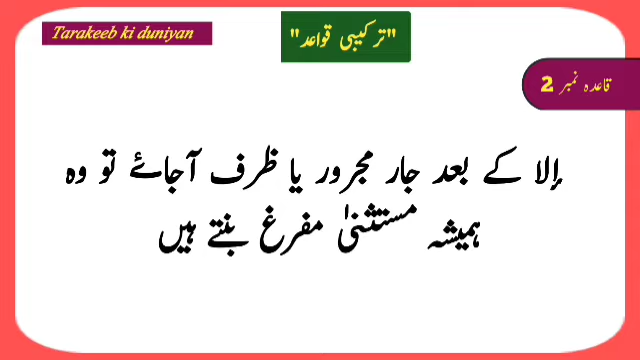 Tarakeeb ki duniyan
"ترکیبی قواعد"
قاعدہ نمبر 2
إلا کے بعد جار مجرور یا ظرف آجائے تو وہ
ہمیشہ مستثنیٰ مفرغ بنتے ہیں